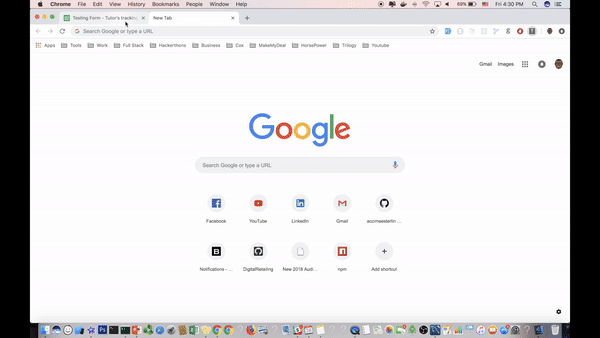 Chrome File Edit View History Bookmarks People Window Help 69% Fri 4:30 PM
Testing Form - Tutor's tracking New Tab
Search Google or type a URL
Apps Tools Work Full Stack Hackerthons Business Cox MakeMyDeal HorsePower Trilogy Youtube
Gmail Images
Google
Search Google or type a URL
Facebook YouTube LinkedIn Gmail
Notifications - ... DigitalRetailing New 2018 Audi... npm Add shortcut